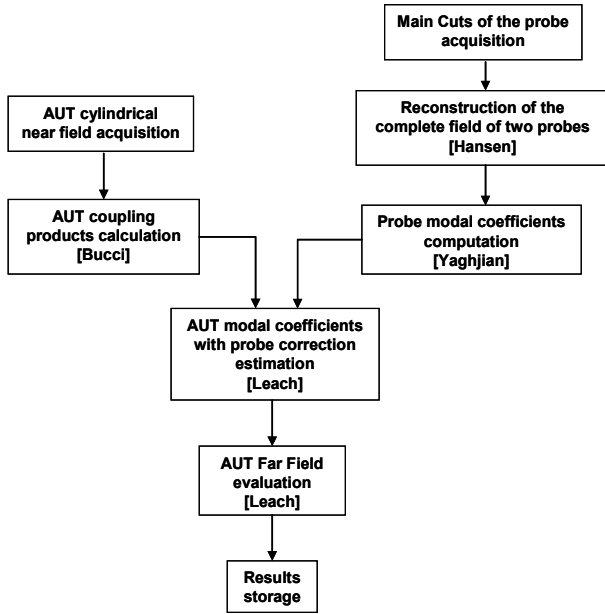 Main Cuts of the probe
acquisition
AUT cylindrical
near field acquisition
Reconstruction of the
complete field of two probes
[Hansen]
AUT coupling
products calculation
[Bucci]
Probe modal coefficients
computation
[Yaghjian]
AUT modal coefficients
with probe correction
estimation
[Leach]
AUT Far Field
evaluation
[Leach]
Results
storage